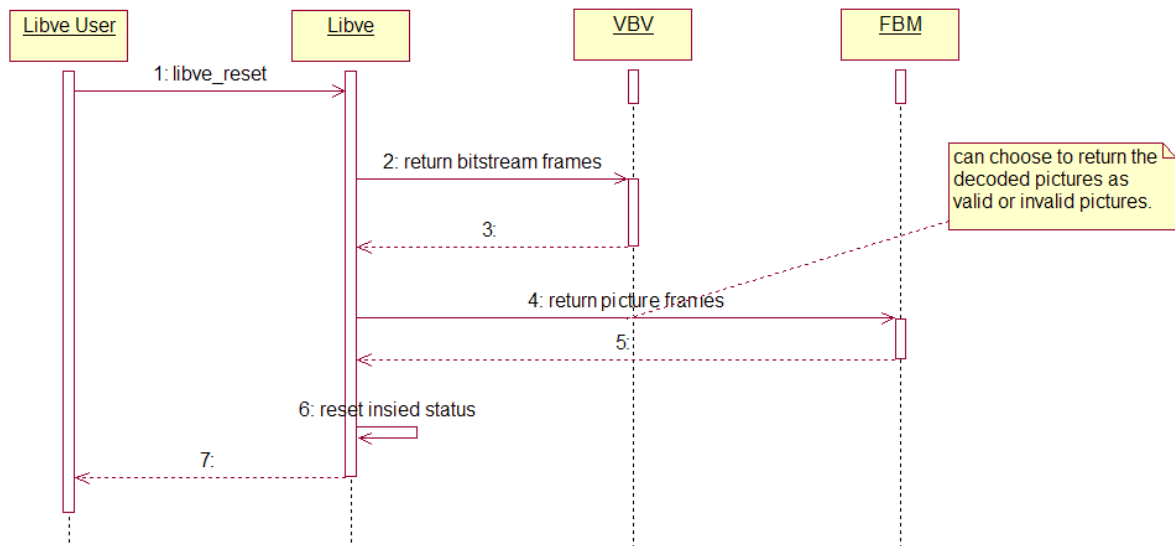 Libve User
Libve
VBV
FBM
1: libve_reset
2: return bitstream frames
can choose to return the
decoded pictures as
valid or invalid pictures.
3:
4: return picture frames
5:
6: reset insied status
7: